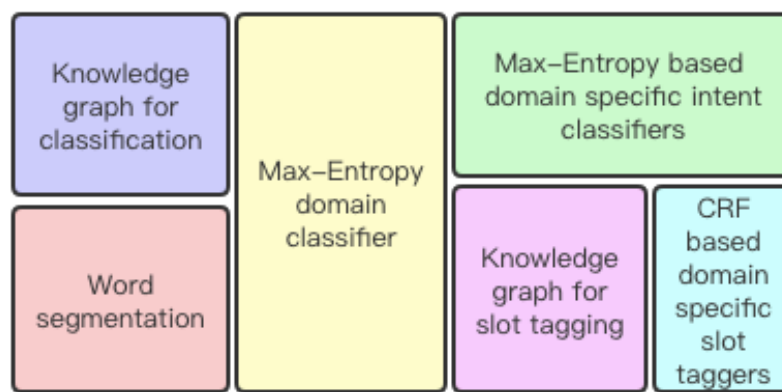 Knowledge
graph for
classification
Word
segmentation
Max-Entropy
domain
classifier
Max-Entropy based
domain specific intent
classifiers
Knowledge
graph for
slot tagging
CRF
based
domain
specific
slot
taggers